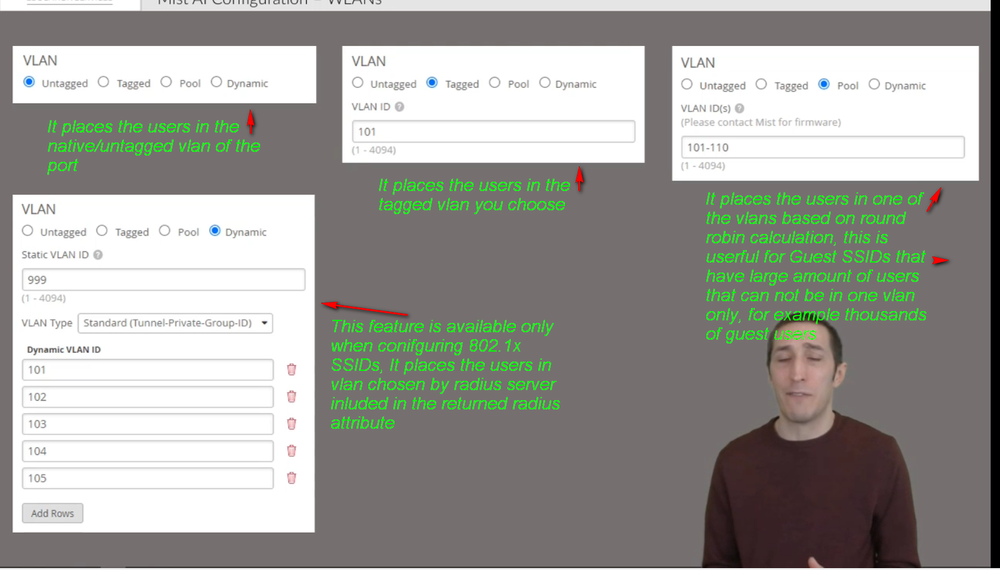 Mist AI Configuration – WLANs
VLAN
Untagged Tagged Pool Dynamic
It places the users in the
native/untagged vlan of the
port
VLAN
Untagged Tagged Pool Dynamic
VLAN ID
101
(1 - 4094)
It places the users in the
tagged vlan you choose
VLAN
Untagged Tagged Pool Dynamic
VLAN ID(s)
(Please contact Mist for firmware)
101-110
(1 - 4094)
It places the users in one of
the vlans based on round
robin calculation, this is
userful for Guest SSIDs that
have large amount of users
that can not be in one vlan
only, for example thousands
of guest users
VLAN
Untagged Tagged Pool Dynamic
Static VLAN ID
999
(1 - 4094)
VLAN Type Standard (Tunnel-Private-Group-ID)
Dynamic VLAN ID
101
102
103
104
105
Add Rows
This feature is available only
when conifguring 802.1x
SSIDs, It places the users in
vlan chosen by radius server
inluded in the returned radius
attribute